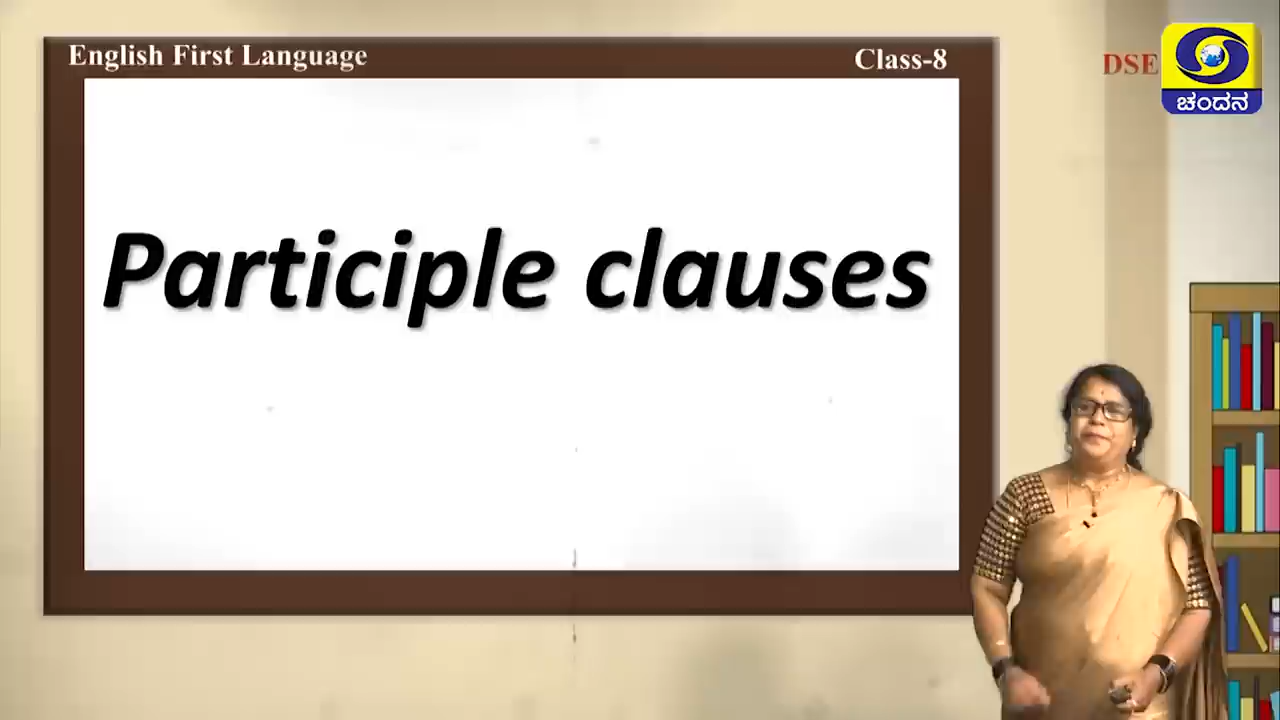 English First Language
Class-8
DSE
ಚಂದನ
Participle clauses